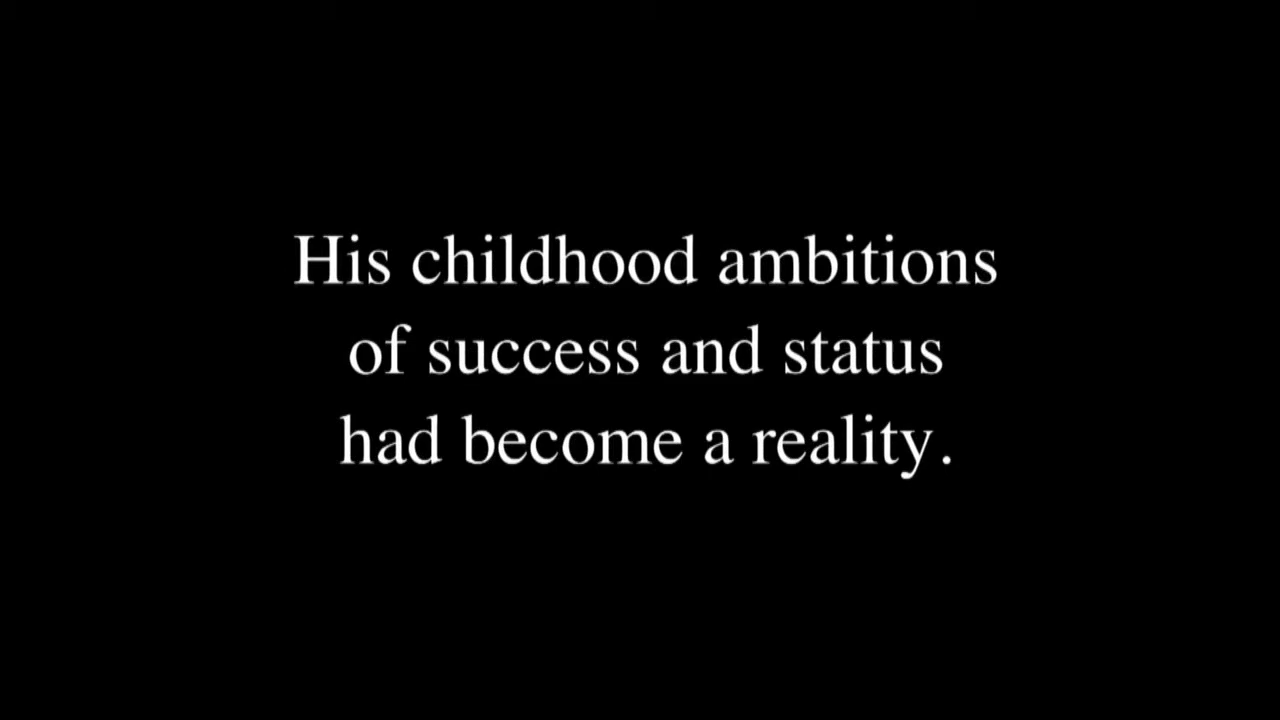 His childhood ambitions
of success and status
had become a reality.